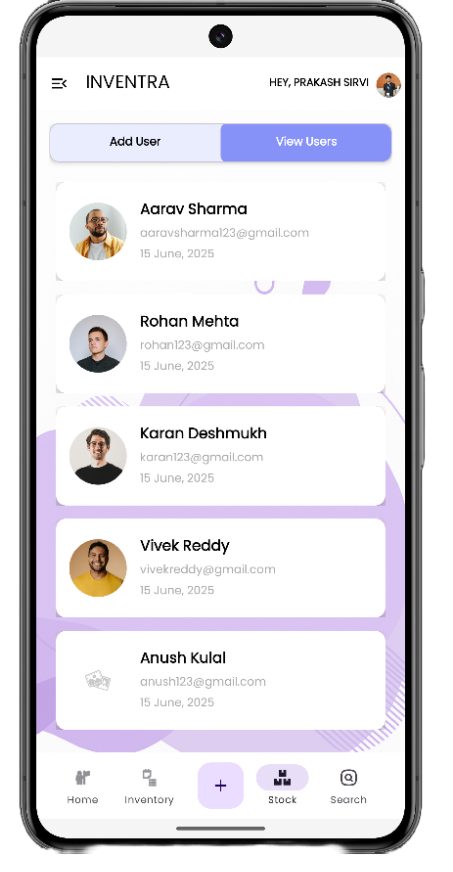 INVENTRA
HEY, PRAKASH SIRVI
Add User
View Users
Aarav Sharma
aaravsharma123@gmail.com
15 June, 2025
Rohan Mehta
rohan123@gmail.com
15 June, 2025
Karan Deshmukh
karan123@gmail.com
15 June, 2025
Vivek Reddy
vivekreddy@gmail.com
15 June, 2025
Anush Kulal
anush123@gmail.com
15 June, 2025
+
Home
Inventory
Stock
Search